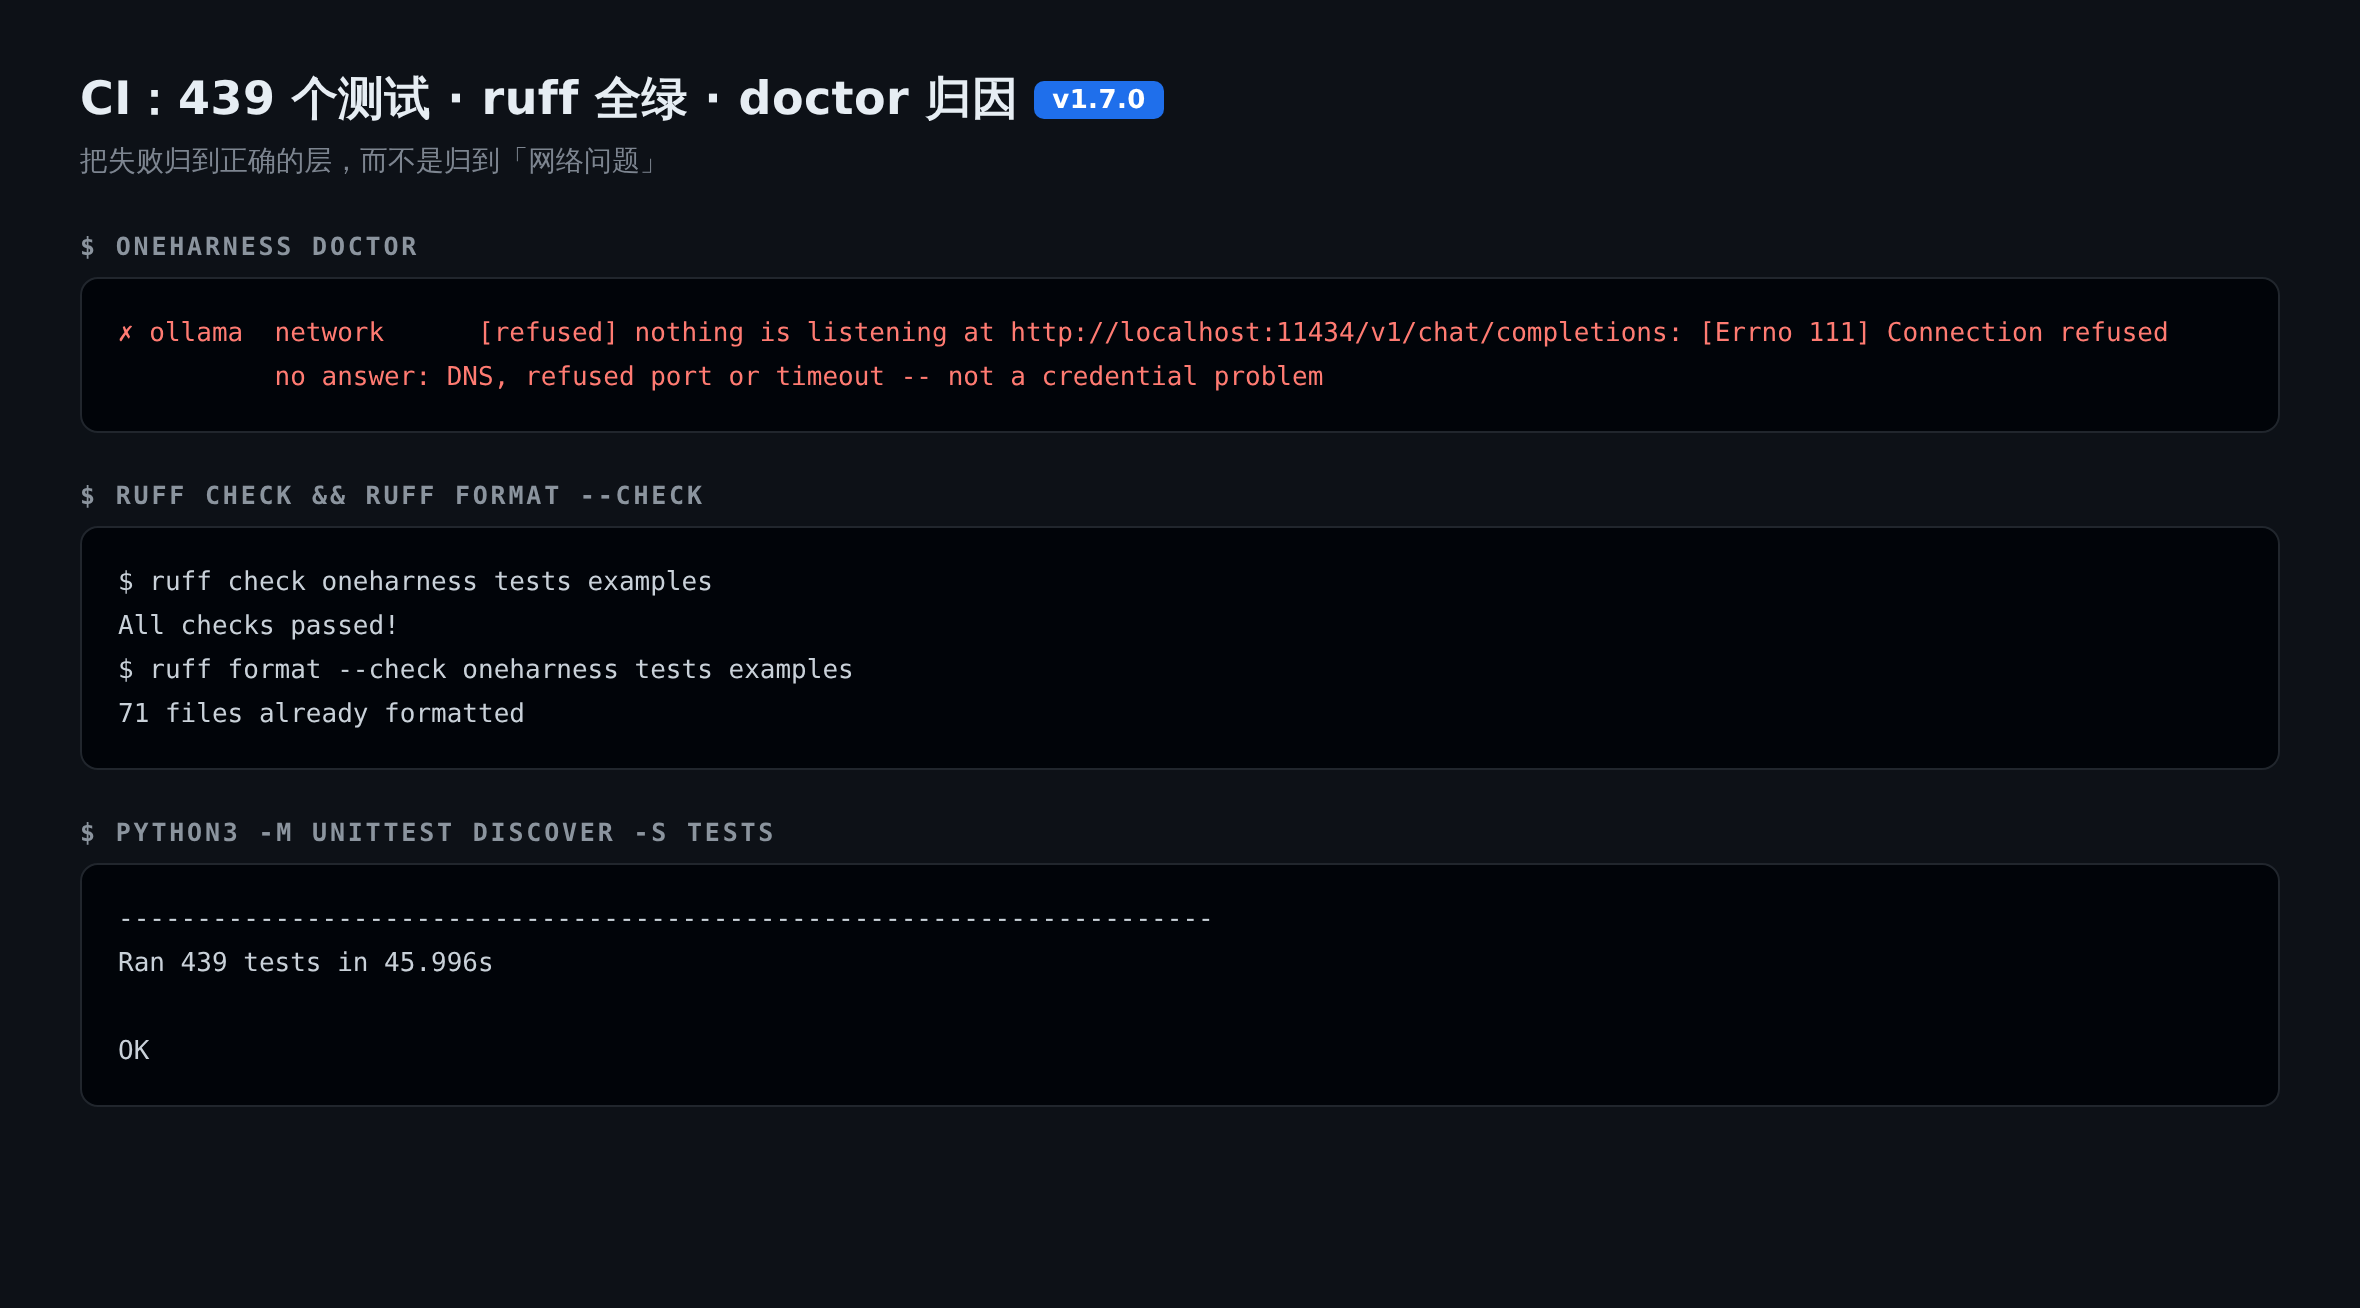 CI：439 个测试 · ruff 全绿 · doctor 归因 v1.7.0
把失败归到正确的层，而不是归到「网络问题」
$ ONEHARNESS DOCTOR
✗ ollama  network      [refused] nothing is listening at http://localhost:11434/v1/chat/completions: [Errno 111] Connection refused
no answer: DNS, refused port or timeout -- not a credential problem
$ RUFF CHECK && RUFF FORMAT --CHECK
$ ruff check oneharness tests examples
All checks passed!
$ ruff format --check oneharness tests examples
71 files already formatted
$ PYTHON3 -M UNITTEST DISCOVER -S TESTS
----------------------------------------------------------------------
Ran 439 tests in 45.996s
OK